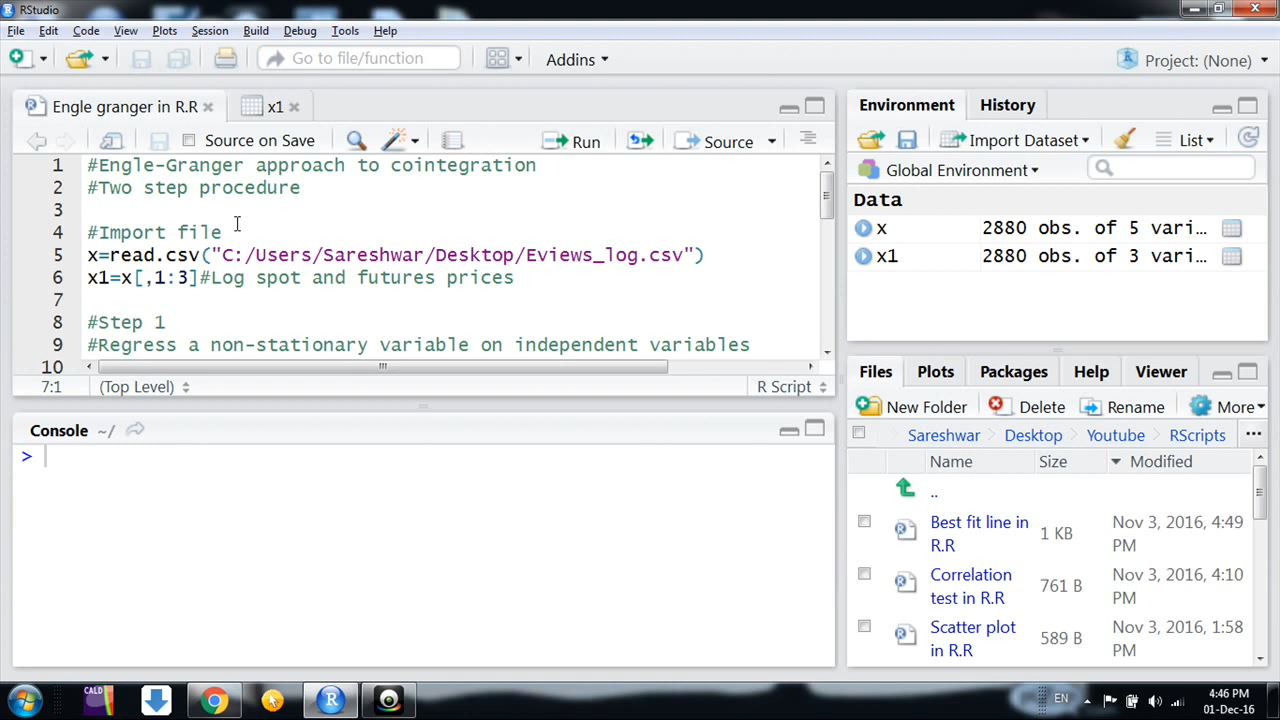 RStudio
File Edit Code View Plots Session Build Debug Tools Help
Go to file/function
Addins
Project: (None)
Engle granger in R.R
x1
Source on Save
Run
Source
1 #Engle-Granger approach to cointegration
2 #Two step procedure
3
4 #Import file
5 x=read.csv("C:/Users/Sareshwar/Desktop/Eviews_log.csv")
6 x1=x[,1:3]#Log spot and futures prices
7
8 #Step 1
9 #Regress a non-stationary variable on independent variables
10
7:1 (Top Level) R Script
Console ~/
>
Environment History
Import Dataset List
Global Environment
Data
x 2880 obs. of 5 vari...
x1 2880 obs. of 3 vari...
Files Plots Packages Help Viewer
New Folder Delete Rename More
Sareshwar Desktop Youtube RScripts ...
Name Size Modified
..
Best fit line in R.R 1 KB Nov 3, 2016, 4:49 PM
Correlation test in R.R 761 B Nov 3, 2016, 4:10 PM
Scatter plot in R.R 589 B Nov 3, 2016, 1:58 PM
CALD
EN
4:46 PM
01-Dec-16